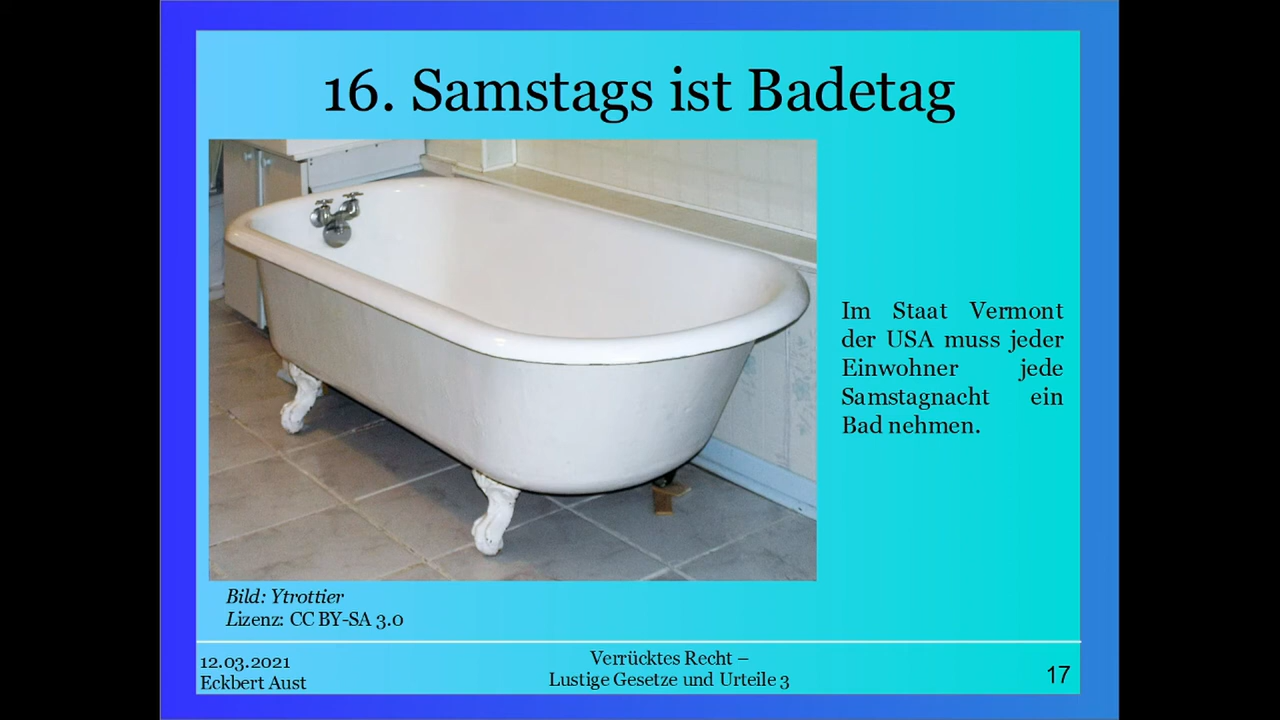 16. Samstags ist Badetag
Im Staat Vermont
der USA muss jeder
Einwohner jede
Samstagnacht ein
Bad nehmen.
Bild: Ytrottier
Lizenz: CC BY-SA 3.0
12.03.2021
Eckbert Aust
Verrücktes Recht –
Lustige Gesetze und Urteile 3
17